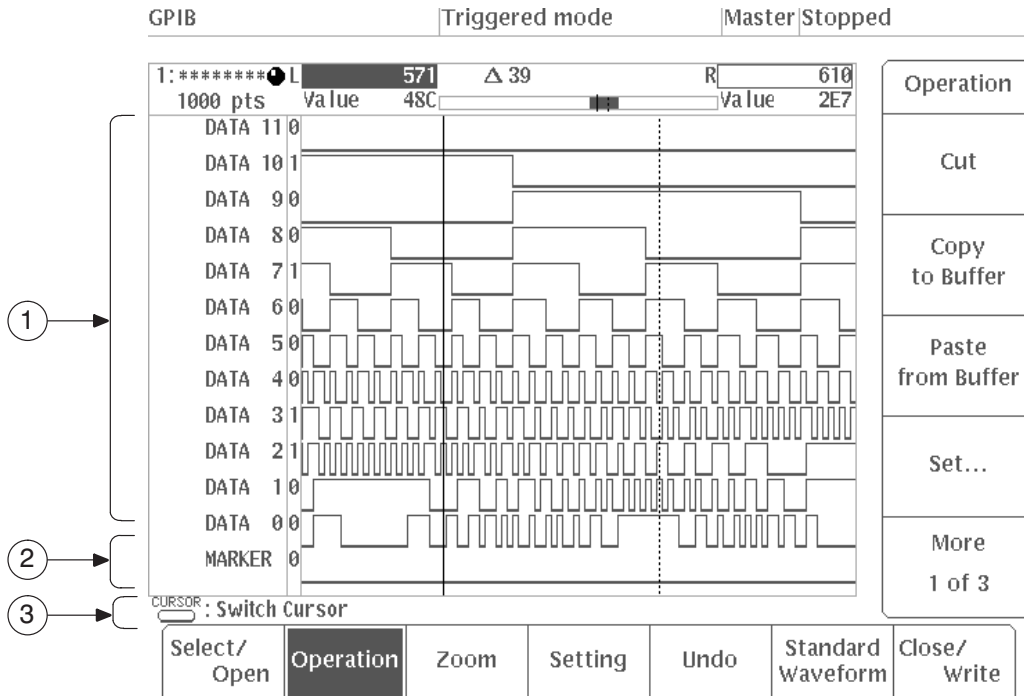 GPIB Triggered mode Master Stopped
1:******** L 571 Δ 39 R 610
1000 pts Value 48C Value 2E7
DATA 11 0
DATA 10 1
DATA 9 0
DATA 8 0
DATA 7 1
DATA 6 0
DATA 5 0
DATA 4 0
DATA 3 1
DATA 2 1
DATA 1 0
DATA 0 0
MARKER 0
CURSOR : Switch Cursor
1
2
3
Operation
Cut
Copy
to Buffer
Paste
from Buffer
Set...
More
1 of 3
Select/
Open
Operation
Zoom
Setting
Undo
Standard
Waveform
Close/
Write